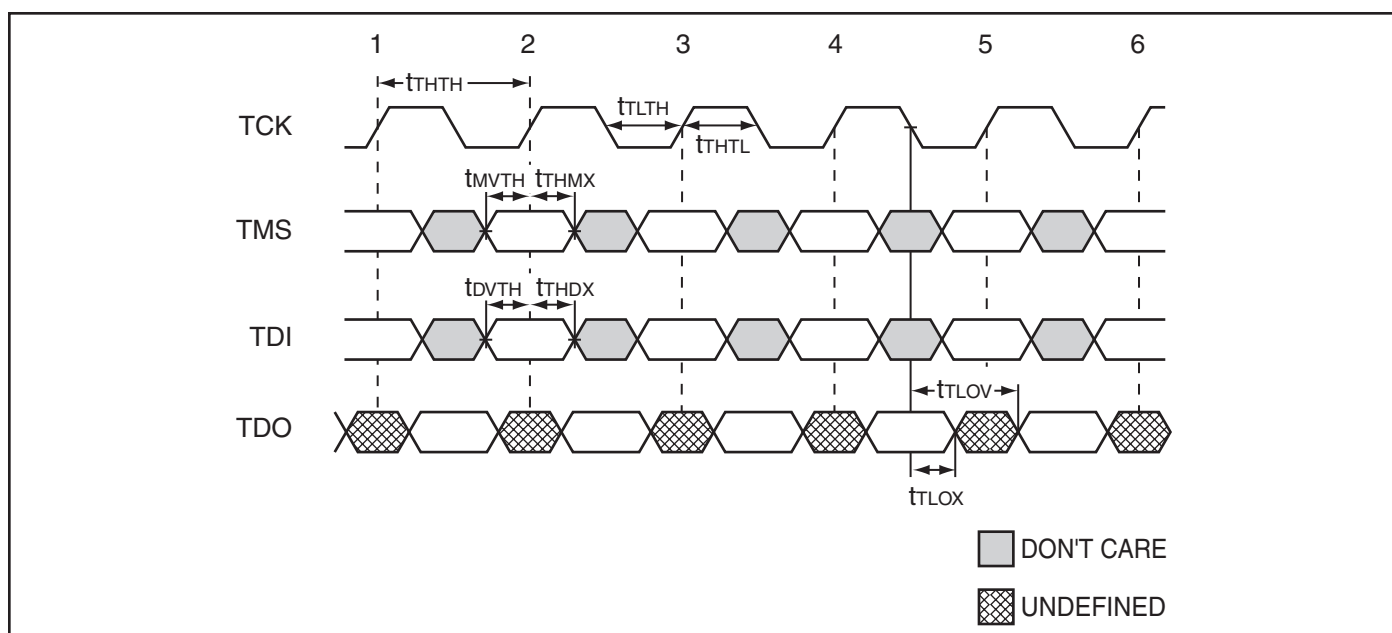 1 2 3 4 5 6
tTHTH
tTLTH
TCK
tTHTL
tMVTH tTHMX
TMS
tDVTH tTHDX
TDI
tTLOV
TDO
tTLOX
DON'T CARE
UNDEFINED